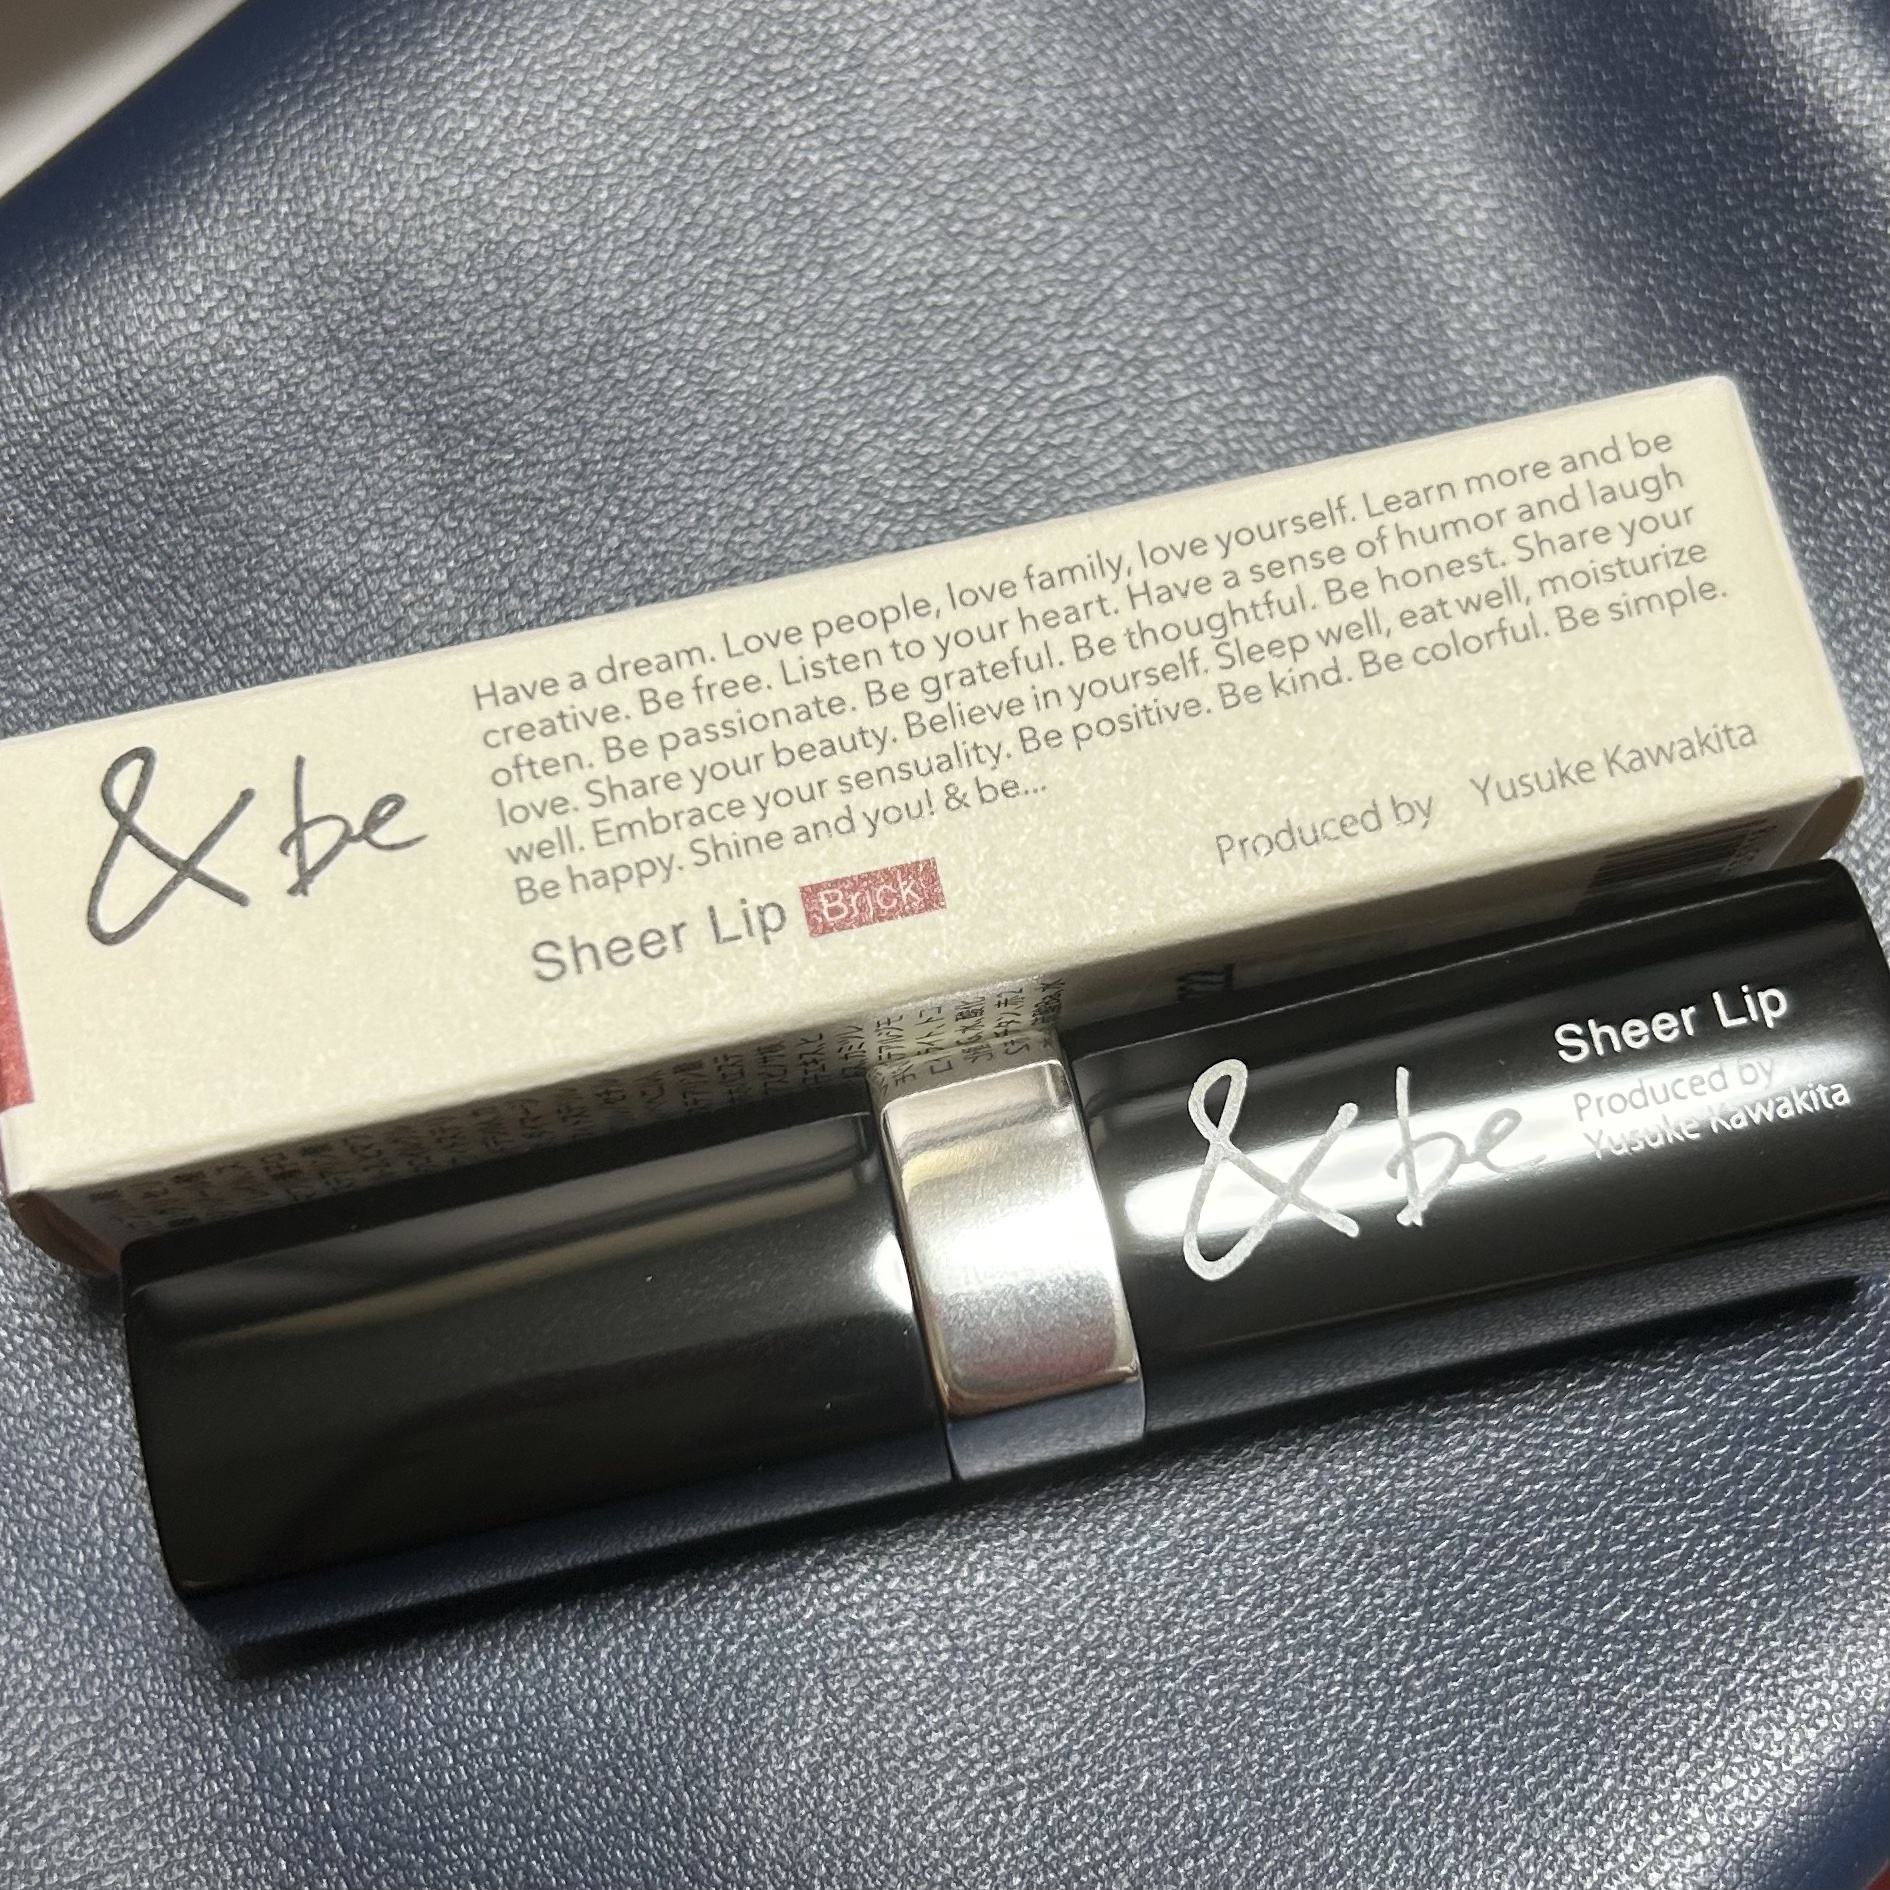 & be
Have a dream. Love people, love family, love yourself. Learn more and be
creative. Be free. Listen to your heart. Have a sense of humor and laugh
often. Be passionate. Be grateful. Be thoughtful. Be honest. Share your
love. Share your beauty. Believe in yourself. Sleep well, eat well, moisturize
well. Embrace your sensuality. Be positive. Be kind. Be colorful. Be simple.
Be happy. Shine and you! & be...
Sheer Lip Brick
Produced by Yusuke Kawakita
& be
Sheer Lip
Produced by
Yusuke Kawakita